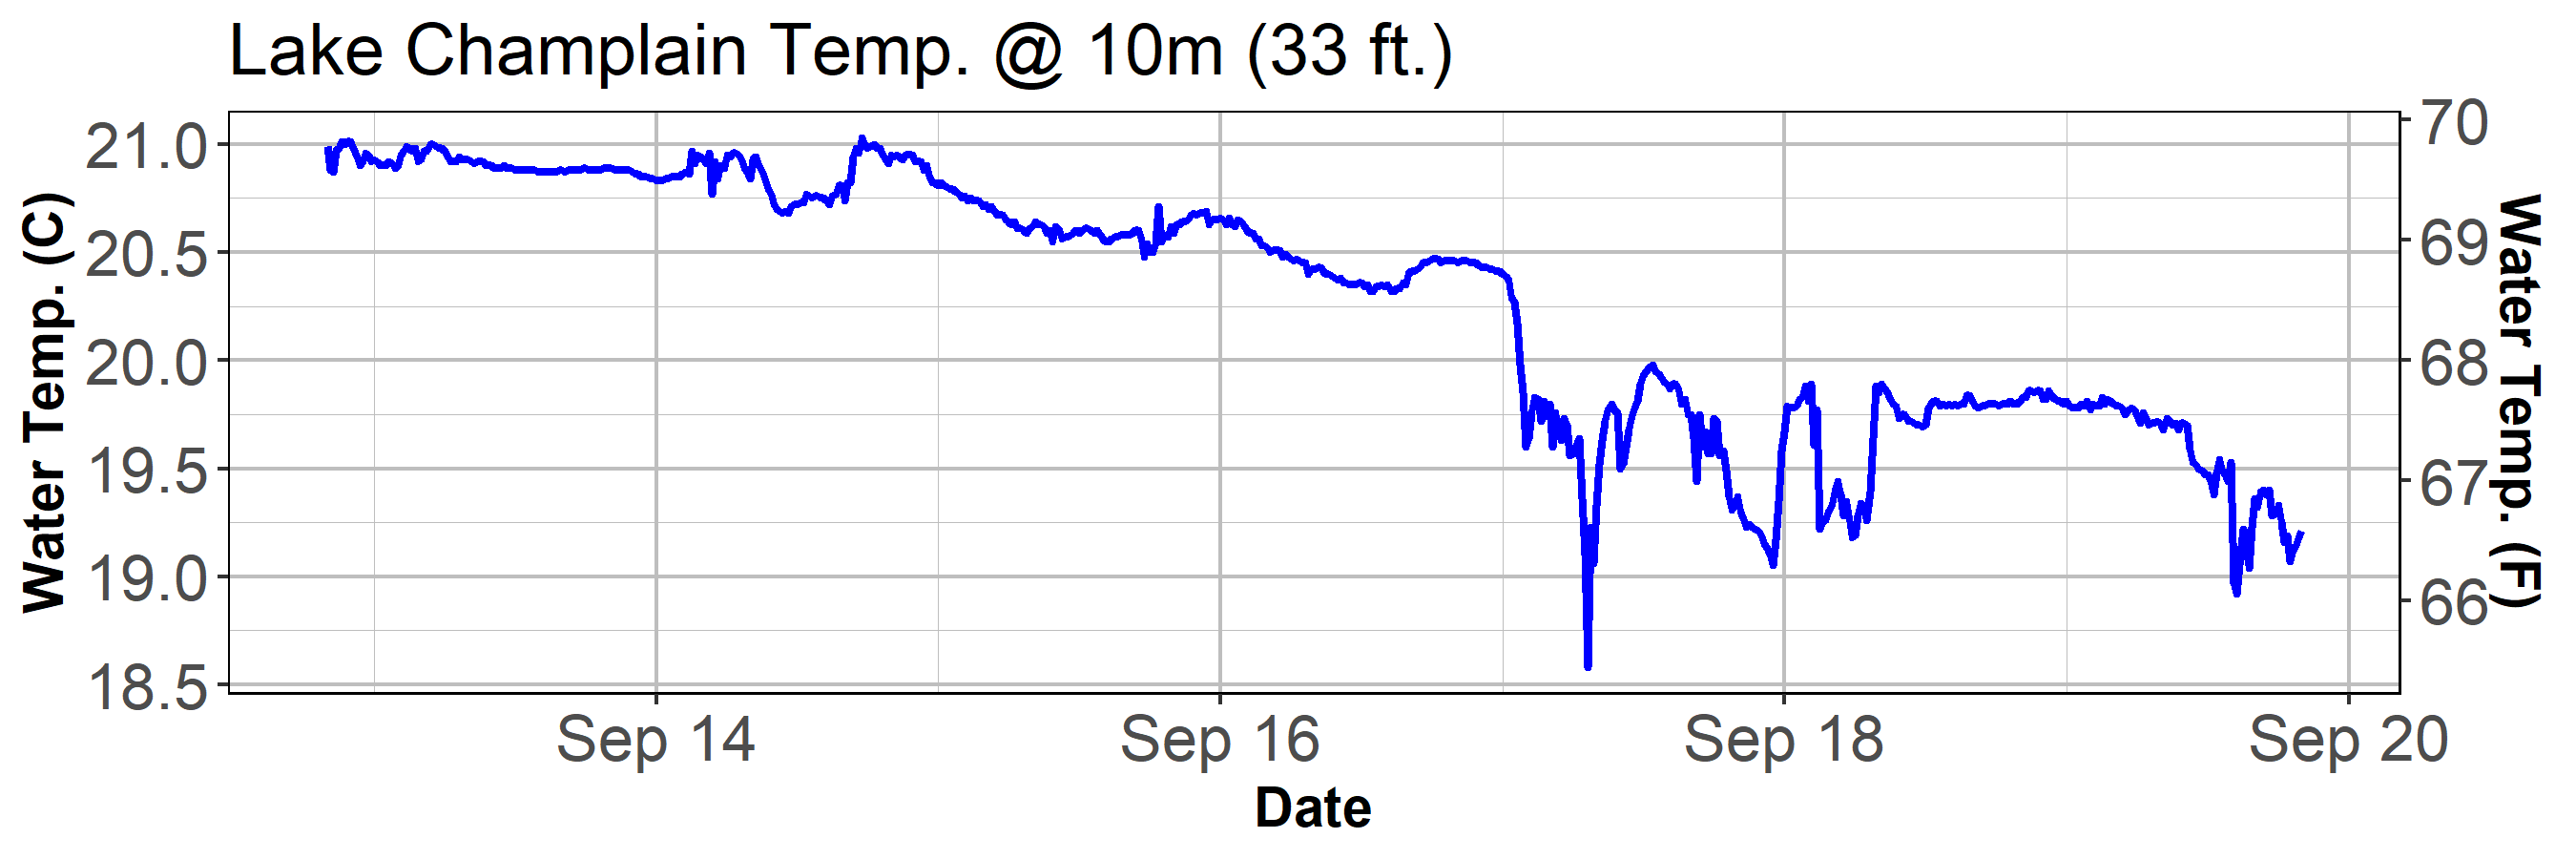 Lake Champlain Temp. @ 10m (33 ft.)
Water Temp. (C)
21.0
20.5
20.0
19.5
19.0
18.5
70
69
68
67
66
Water Temp. (F)
Sep 14 Sep 16 Sep 18 Sep 20
Date